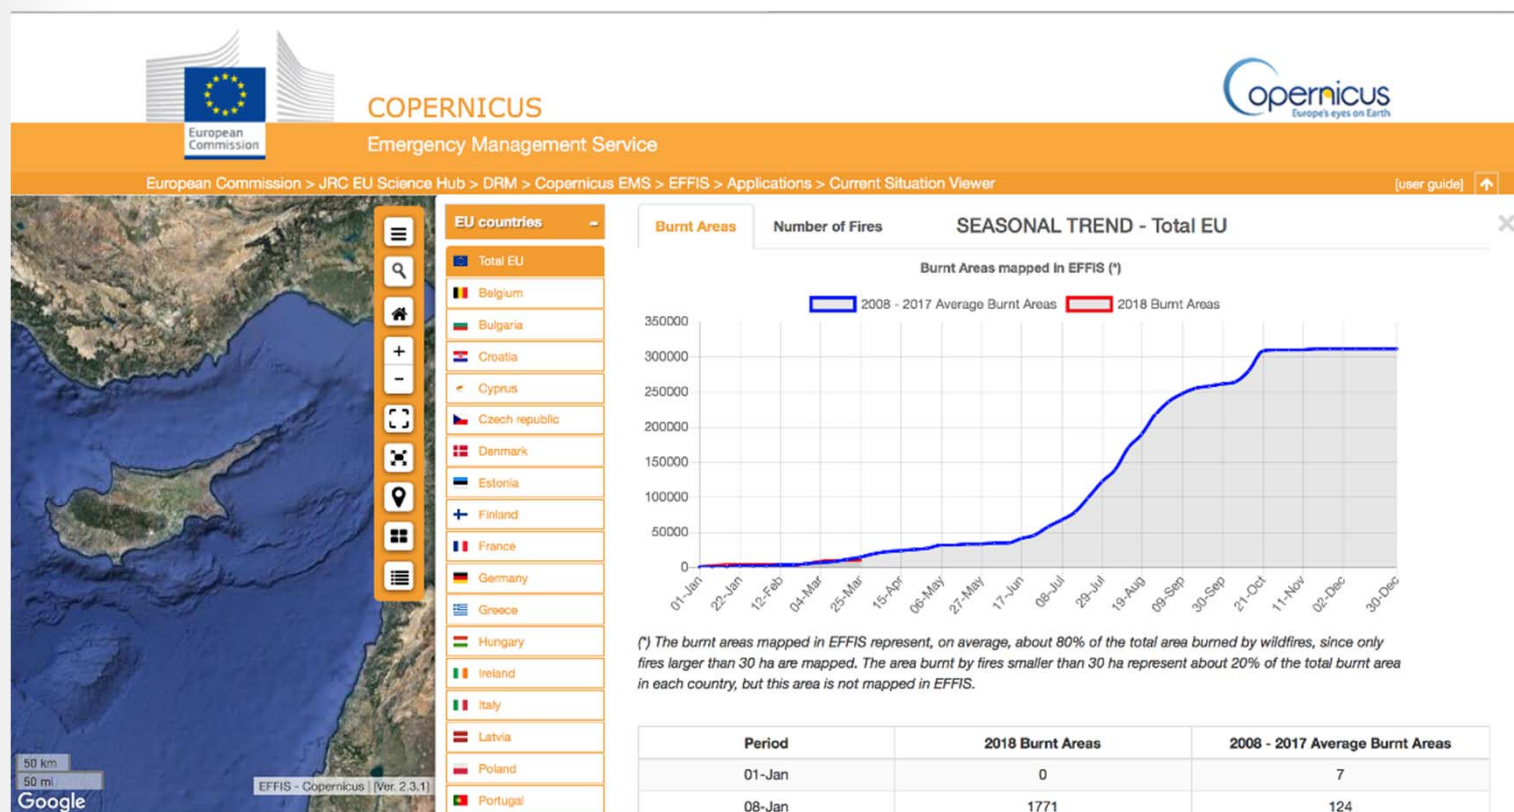 European
Commission
COPERNICUS
Emergency Management Service
Copernicus
Europe's eyes on Earth
European Commission > JRC EU Science Hub > DRM > Copernicus EMS > EFFIS > Applications > Current Situation Viewer
[user guide]
EU countries -
Total EU
Belgium
Bulgaria
Croatia
Cyprus
Czech republic
Denmark
Estonia
Finland
France
Germany
Greece
Hungary
Ireland
Italy
Latvia
Poland
Portugal
50 km
50 mi
Google
EFFIS - Copernicus | [Ver. 2.3.1]
Burnt Areas Number of Fires SEASONAL TREND - Total EU
Burnt Areas mapped in EFFIS (*)
2008 - 2017 Average Burnt Areas 2018 Burnt Areas
350000
300000
250000
200000
150000
100000
50000
0
01-Jan 22-Jan 12-Feb 04-Mar 25-Mar 15-Apr 06-May 27-May 17-Jun 08-Jul 29-Jul 19-Aug 09-Sep 30-Sep 21-Oct 11-Nov 02-Dec 30-Dec
(*) The burnt areas mapped in EFFIS represent, on average, about 80% of the total area burned by wildfires, since only
fires larger than 30 ha are mapped. The area burnt by fires smaller than 30 ha represent about 20% of the total burnt area
in each country, but this area is not mapped in EFFIS.
Period 2018 Burnt Areas 2008 - 2017 Average Burnt Areas
01-Jan 0 7
08-Jan 1771 124